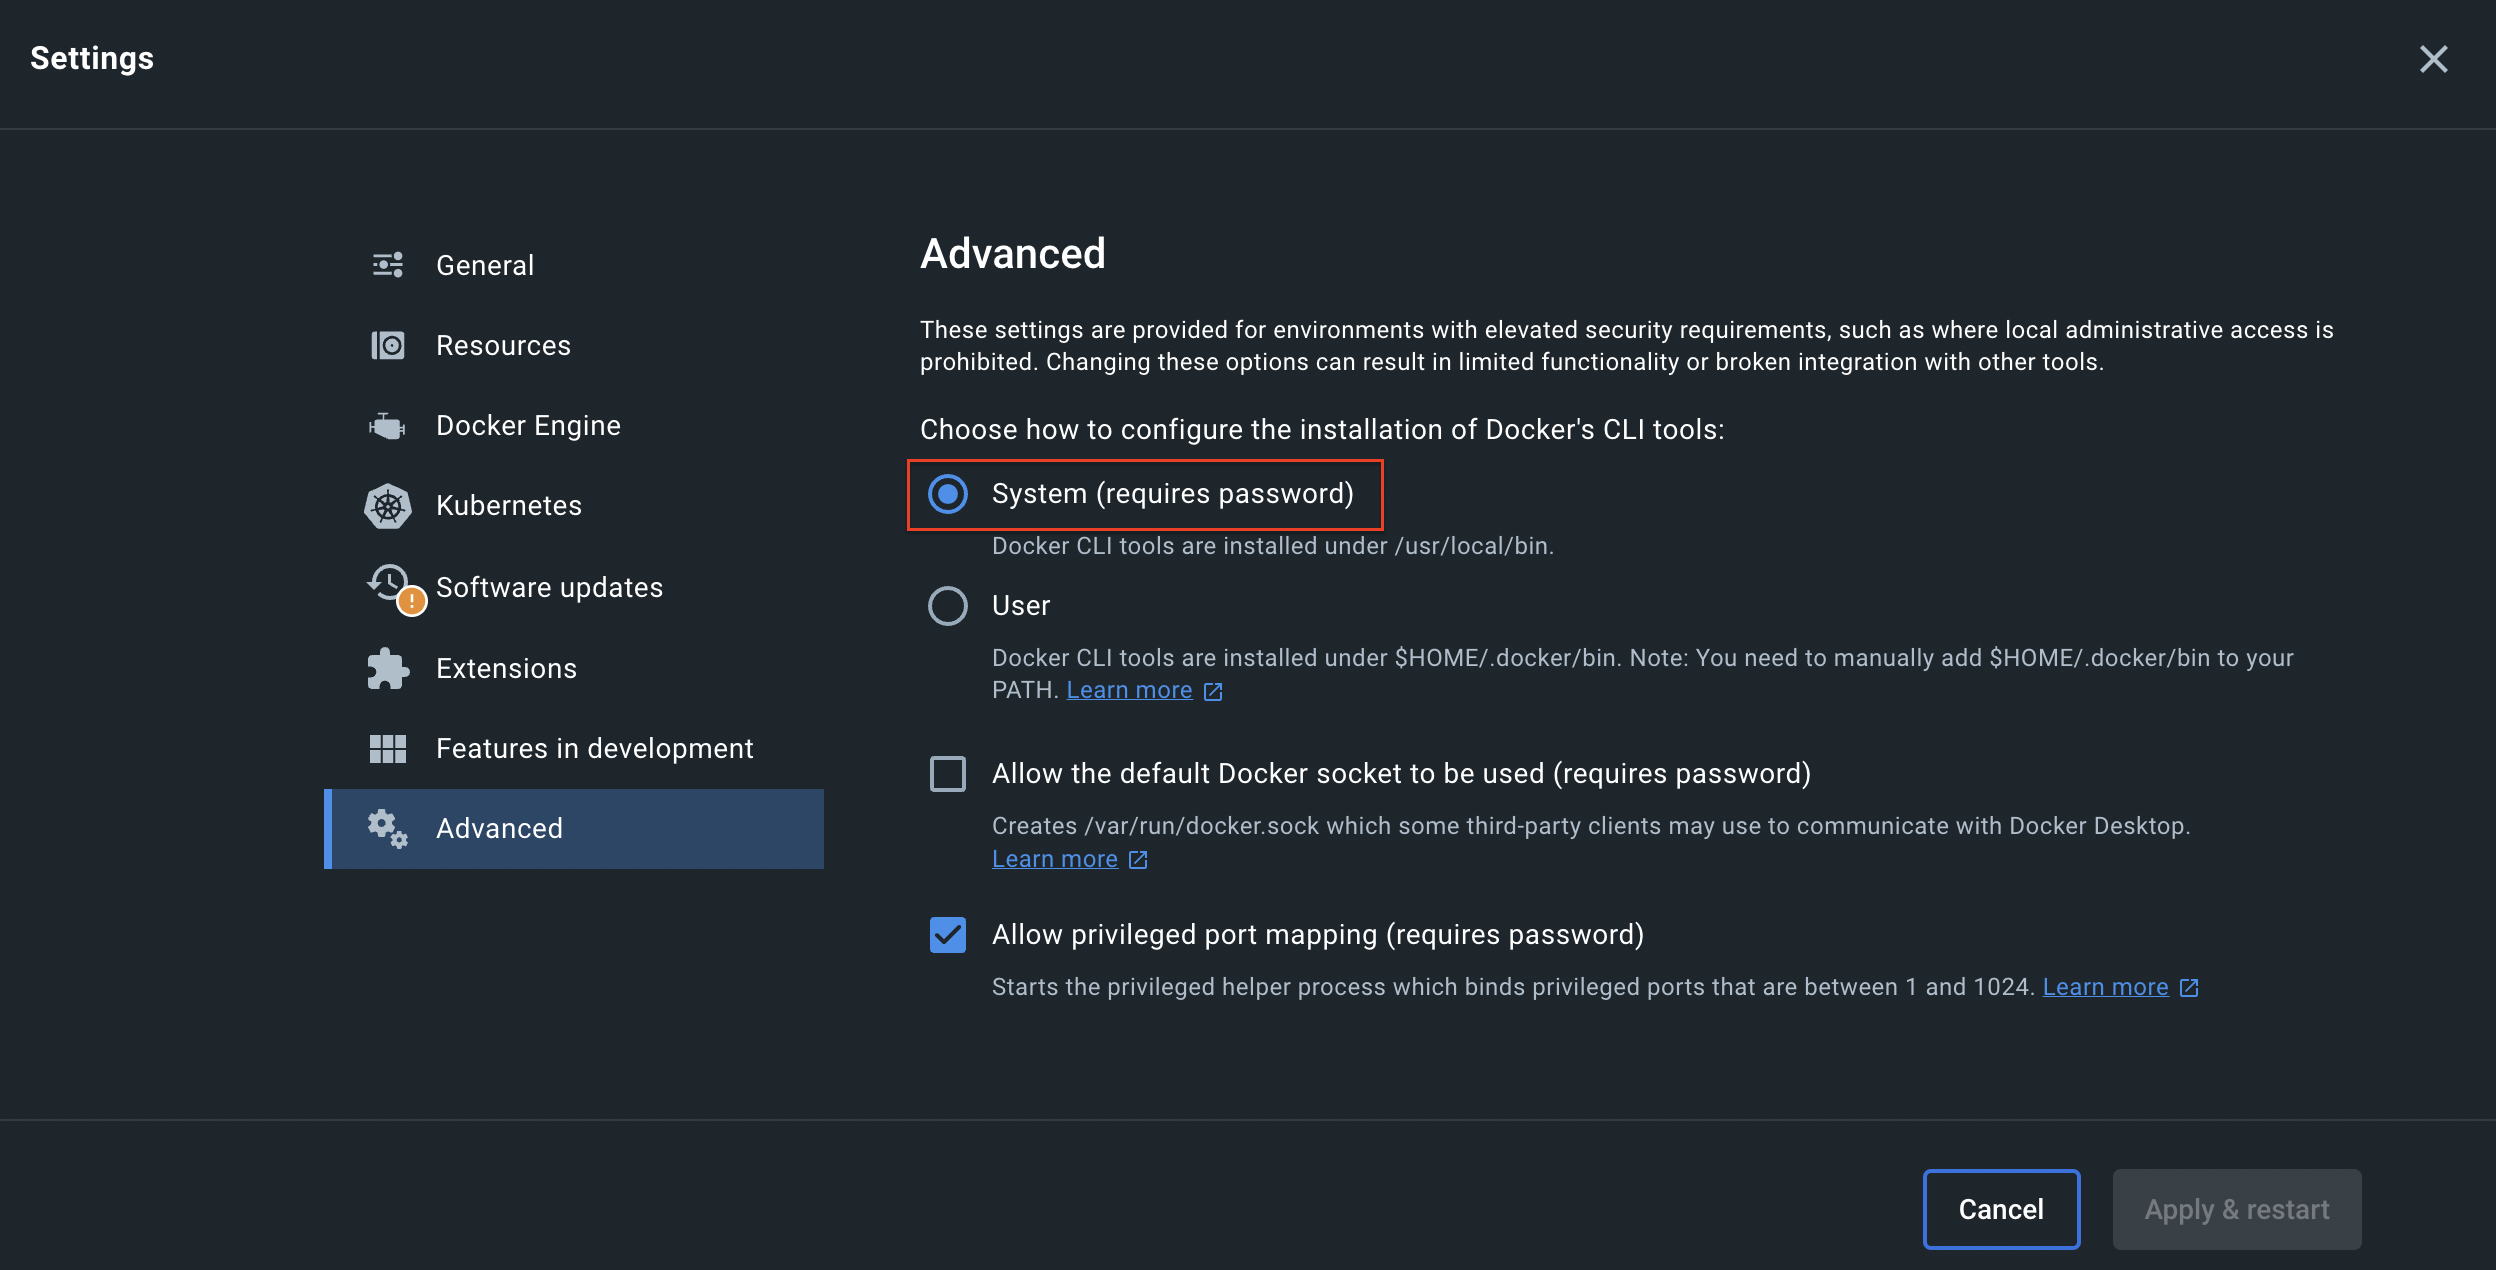 Settings
General
Resources
Docker Engine
Kubernetes
Software updates
Extensions
Features in development
Advanced
Advanced
These settings are provided for environments with elevated security requirements, such as where local administrative access is
prohibited. Changing these options can result in limited functionality or broken integration with other tools.
Choose how to configure the installation of Docker's CLI tools:
System (requires password)
Docker CLI tools are installed under /usr/local/bin.
User
Docker CLI tools are installed under $HOME/.docker/bin. Note: You need to manually add $HOME/.docker/bin to your
PATH. Learn more
Allow the default Docker socket to be used (requires password)
Creates /var/run/docker.sock which some third-party clients may use to communicate with Docker Desktop.
Learn more
Allow privileged port mapping (requires password)
Starts the privileged helper process which binds privileged ports that are between 1 and 1024. Learn more
Cancel
Apply & restart